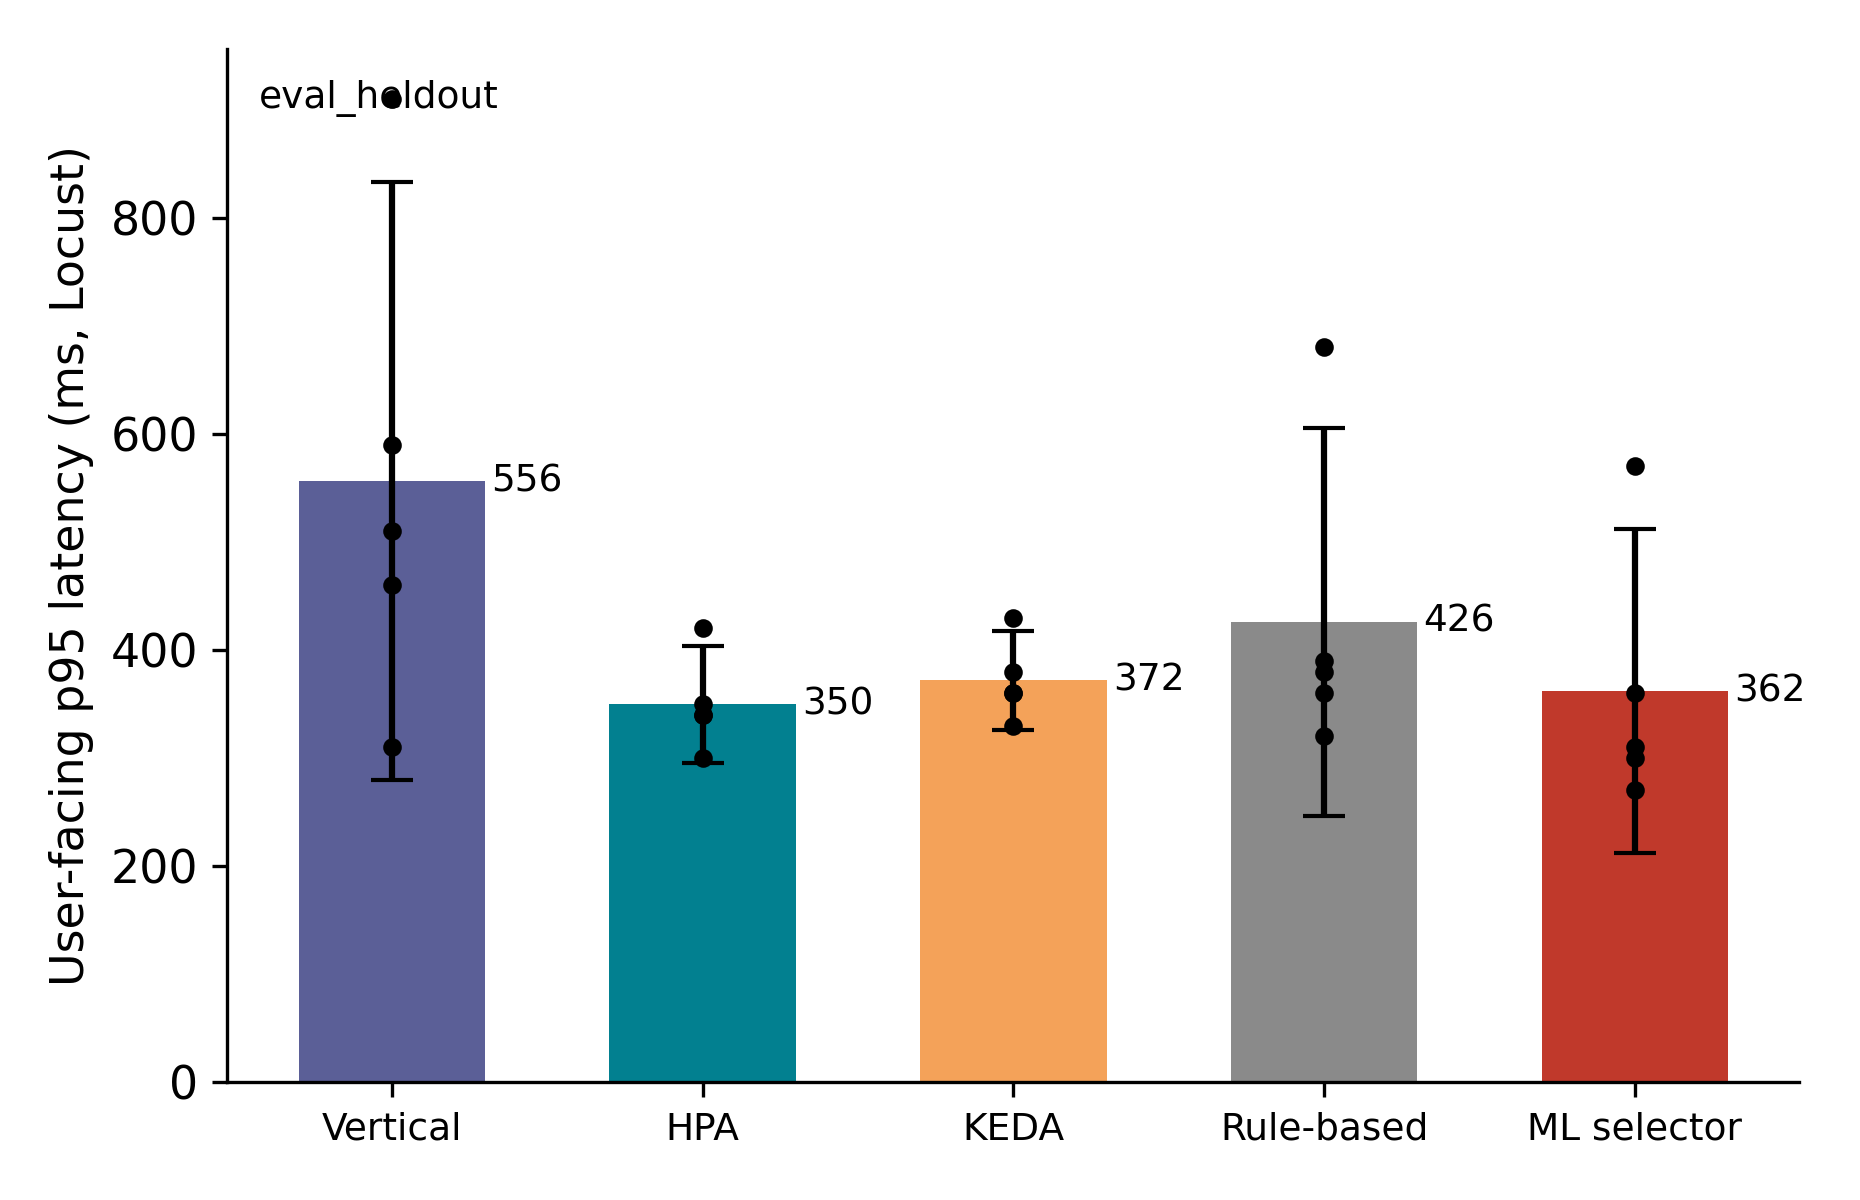 eval_holdout
User-facing p95 latency (ms, Locust)
800
600
400
200
0
556
350
372
426
362
Vertical
HPA
KEDA
Rule-based
ML selector